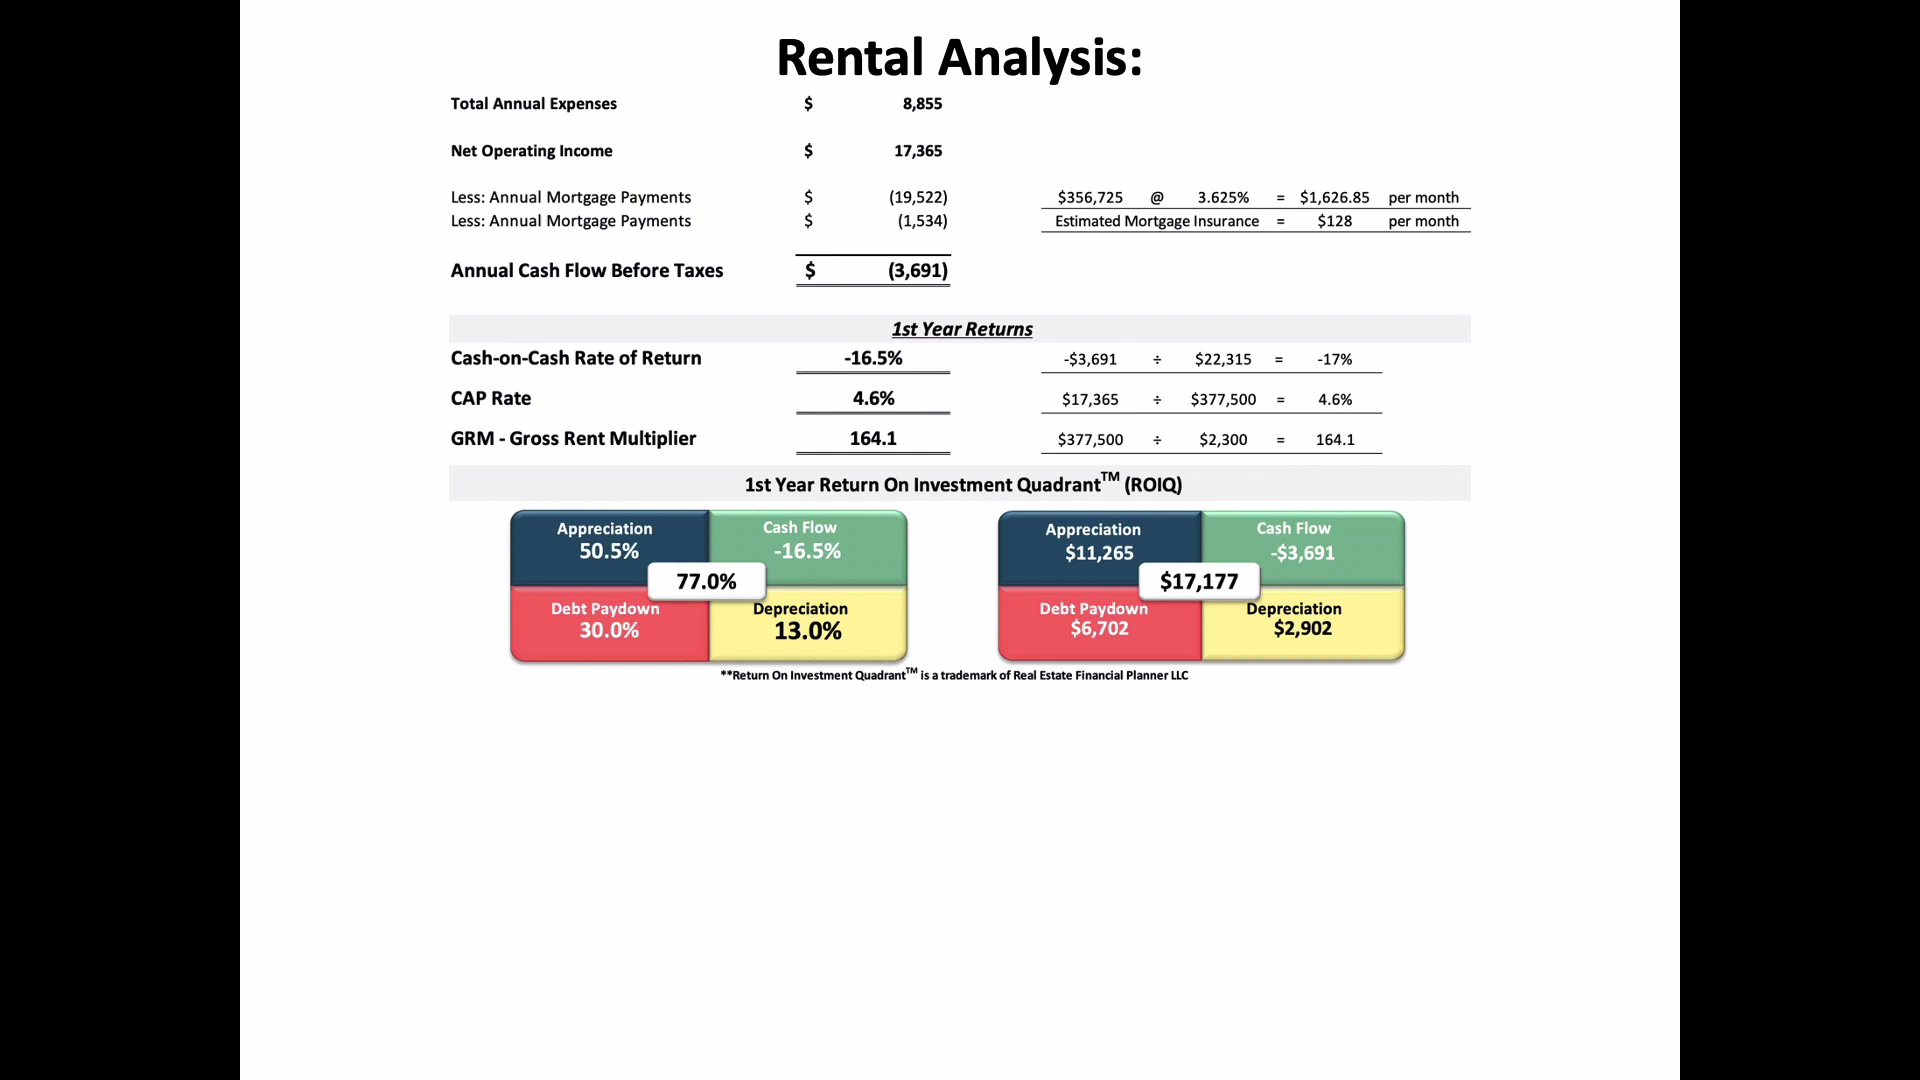 Rental Analysis:
Total Annual Expenses $ 8,855
Net Operating Income $ 17,365
Less: Annual Mortgage Payments $ (19,522) $356,725 @ 3.625% = $1,626.85 per month
Less: Annual Mortgage Payments $ (1,534) Estimated Mortgage Insurance = $128 per month
Annual Cash Flow Before Taxes $ (3,691)
1st Year Returns
Cash-on-Cash Rate of Return -16.5% -$3,691 ÷ $22,315 = -17%
CAP Rate 4.6% $17,365 ÷ $377,500 = 4.6%
GRM - Gross Rent Multiplier 164.1 $377,500 ÷ $2,300 = 164.1
1st Year Return On Investment Quadrant™ (ROIQ)
Appreciation
50.5%
Cash Flow
-16.5%
77.0%
Debt Paydown
30.0%
Depreciation
13.0%
Appreciation
$11,265
Cash Flow
-$3,691
$17,177
Debt Paydown
$6,702
Depreciation
$2,902
**Return On Investment Quadrant™ is a trademark of Real Estate Financial Planner LLC